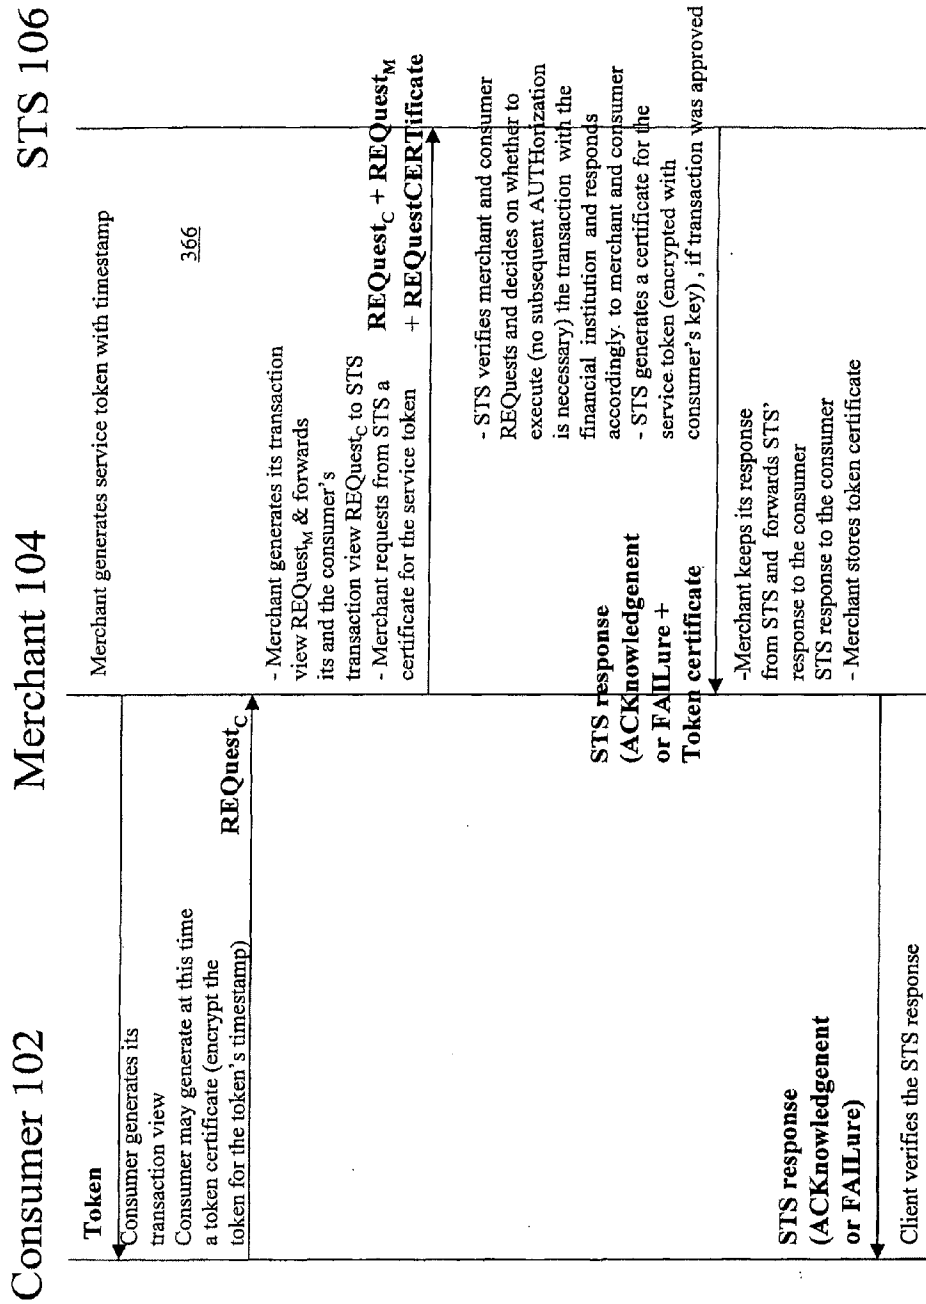 Consumer 102
Merchant 104
STS 106
Token
Merchant generates service token with timestamp
366
Consumer generates its
transaction view
Consumer may generate at this time
a token certificate (encrypt the
token for the token's timestamp)
REQuestC
- Merchant generates its transaction
view REQuestM & forwards
its and the consumer's
transaction view REQuestC to STS
- Merchant requests from STS a
certificate for the service token
REQuestC + REQuestM
+ REQuestCERTificate
- STS verifies merchant and consumer
REQuests and decides on whether to
execute (no subsequent AUTHorization
is necessary) the transaction with the
financial institution and responds
accordingly. to merchant and consumer
- STS generates a certificate for the
service token (encrypted with
consumer's key) , if transaction was approved
STS response
(ACKnowledgenent
or FAILure +
Token certificate
-Merchant keeps its response
from STS and forwards STS'
response to the consumer
STS response to the consumer
- Merchant stores token certificate
STS response
(ACKnowledgenent
or FAILure)
Client verifies the STS response